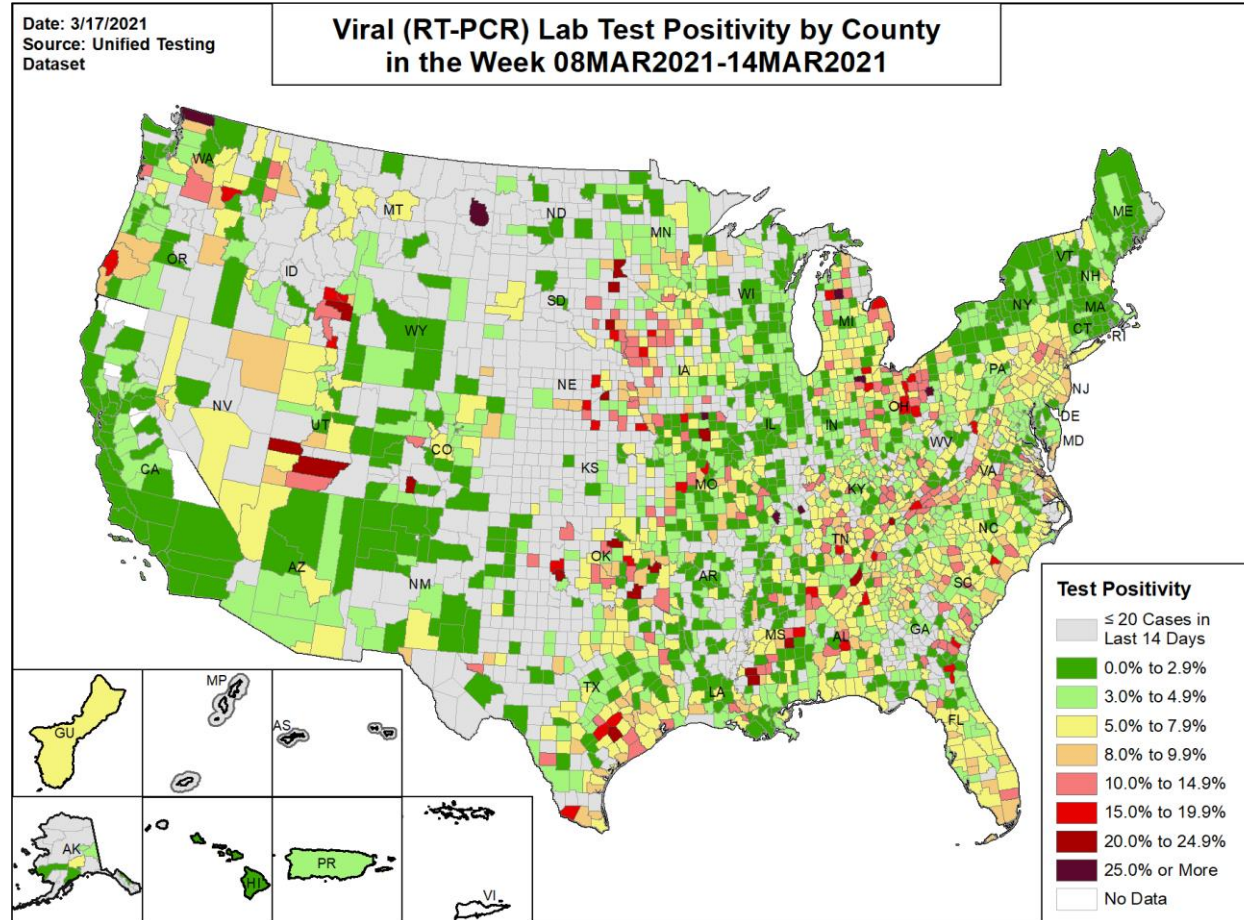 Date: 3/17/2021
Source: Unified Testing
Dataset
Viral (RT-PCR) Lab Test Positivity by County
in the Week 08MAR2021-14MAR2021
WA
MT
ND
MN
ME
OR
ID
SD
WI
MI
VT
NH
NY
MA
CT
RI
WY
NE
IA
PA
NJ
NV
UT
CO
IL
IN
OH
DE
MD
WV
CA
KS
MO
KY
VA
AZ
NM
OK
AR
TN
NC
SC
MS
AL
GA
TX
LA
FL
GU
MP
AS
AK
HI
PR
VI
Test Positivity
≤ 20 Cases in
Last 14 Days
0.0% to 2.9%
3.0% to 4.9%
5.0% to 7.9%
8.0% to 9.9%
10.0% to 14.9%
15.0% to 19.9%
20.0% to 24.9%
25.0% or More
No Data